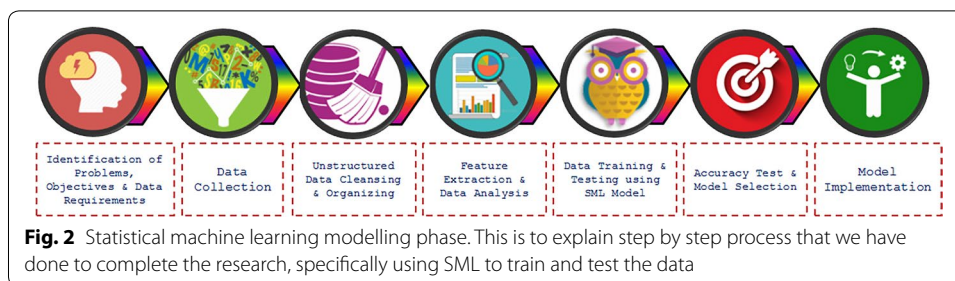 Identification of
Problems,
Objectives & Data
Requirements
Data
Collection
Unstructured
Data Cleansing
& Organizing
Feature
Extraction &
Data Analysis
Data Training &
Testing using
SML Model
Accuracy Test &
Model Selection
Model
Implementation
Fig. 2 Statistical machine learning modelling phase. This is to explain step by step process that we have
done to complete the research, specifically using SML to train and test the data